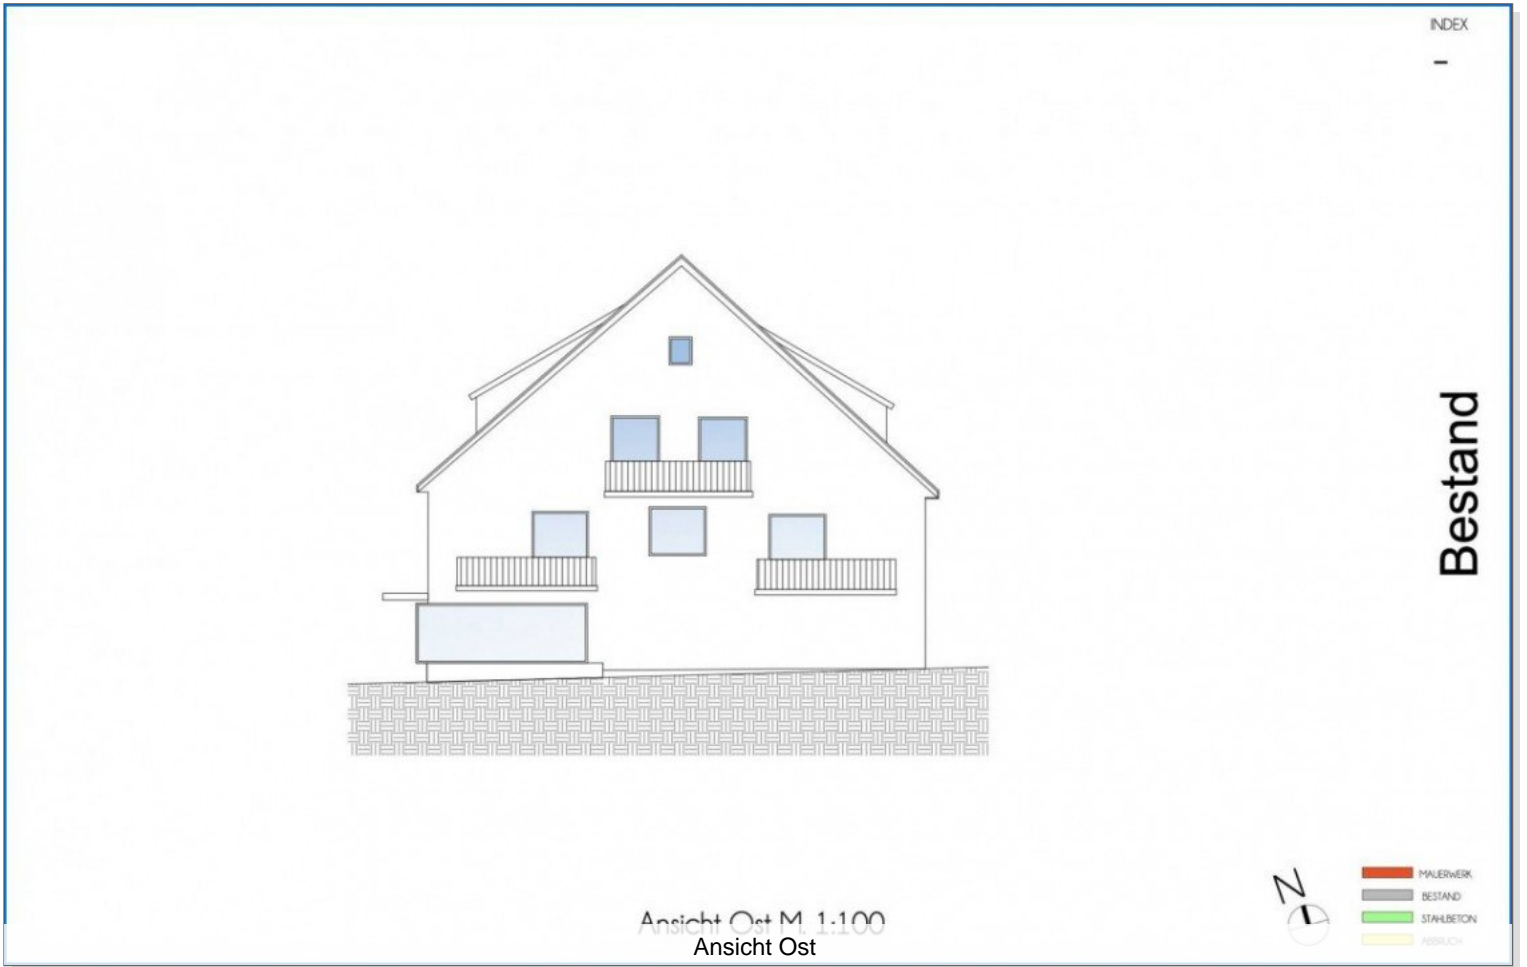 INDEX
-
Bestand
N
MAUERWERK
BESTAND
STAHLBETON
ABBRUCH
Ansicht Ost M. 1:100
Ansicht Ost